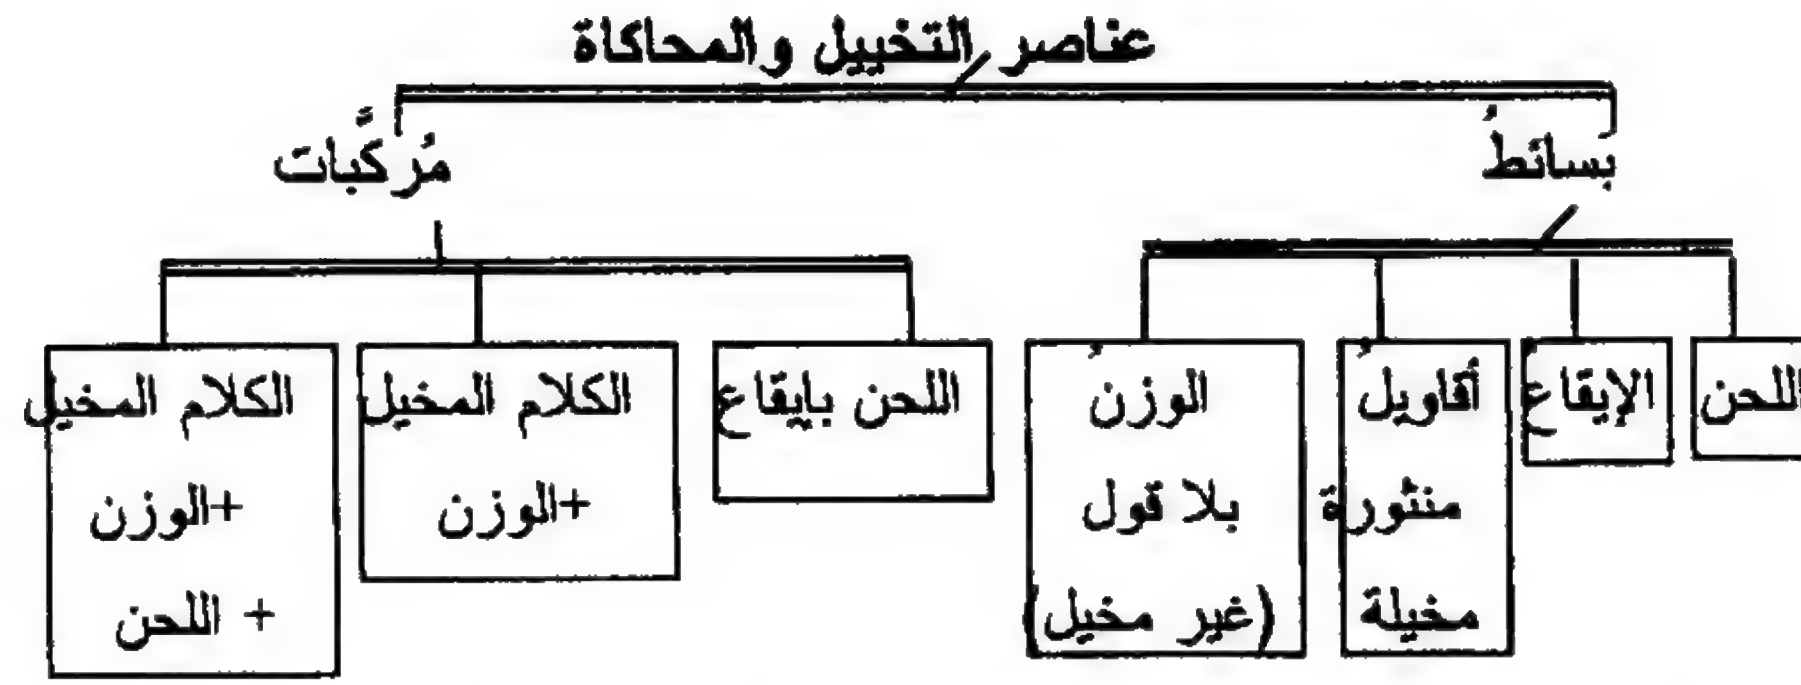 عناصر التخييل والمحاكاة
بَسائطُ
مُركَّبات
اللحن
الإيقاع
أقاويلُ
منثورة
مخيلة
الوزنُ
بلا قول
(غير مخيل)
اللحن بإيقاع
الكلام المخيل
+الوزن
الكلام المخيل
+الوزن
+ اللحن